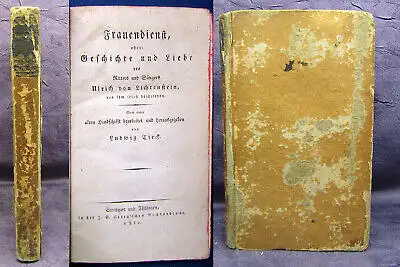 Frauendienst,
oder:
Geschichte und Liebe
des
Ritters und Sängers
Ulrich von Lichtenstein,
von ihm selbst beschrieben.
Nach einer
alten Handschrift bearbeitet und herausgegeben
von
Ludwig Tieck.
Stuttgart und Tübingen,
in der J. G. Cotta'schen Buchhandlung
1812.